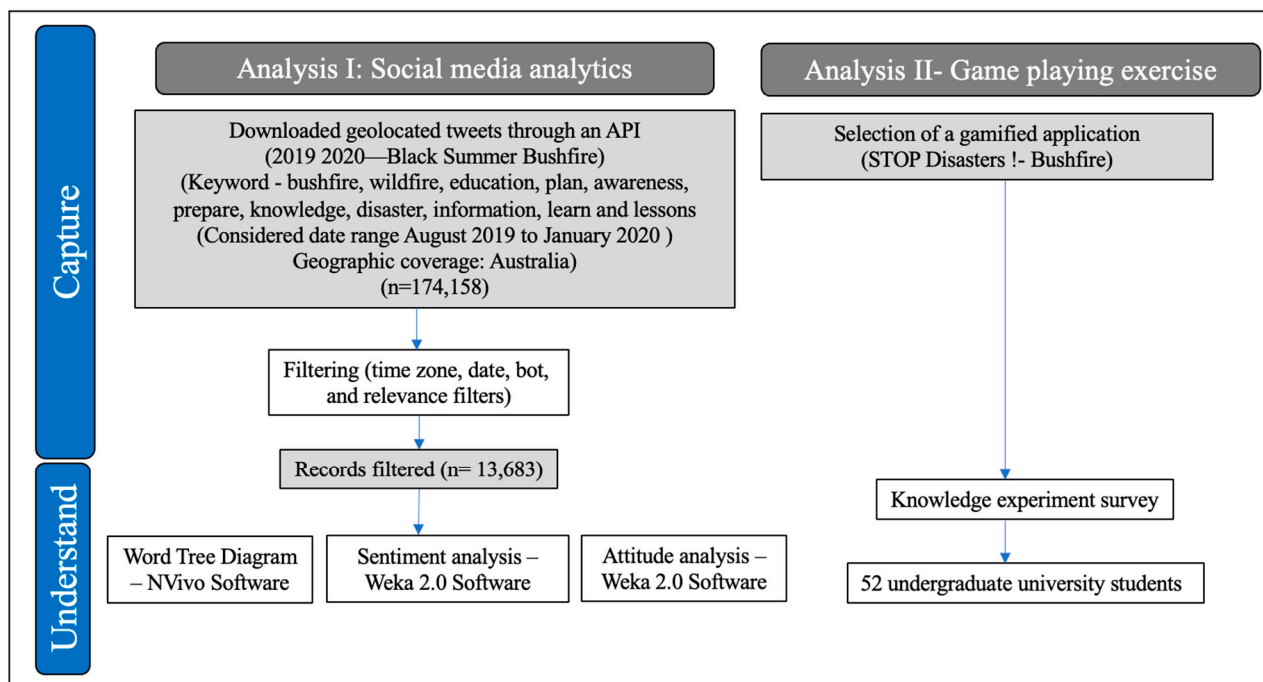 Capture
Understand
Analysis I: Social media analytics
Downloaded geolocated tweets through an API
(2019 2020—Black Summer Bushfire)
(Keyword - bushfire, wildfire, education, plan, awareness,
prepare, knowledge, disaster, information, learn and lessons
(Considered date range August 2019 to January 2020 )
Geographic coverage: Australia)
(n=174,158)
Filtering (time zone, date, bot,
and relevance filters)
Records filtered (n= 13,683)
Word Tree Diagram
– NVivo Software
Sentiment analysis –
Weka 2.0 Software
Attitude analysis –
Weka 2.0 Software
Analysis II- Game playing exercise
Selection of a gamified application
(STOP Disasters !- Bushfire)
Knowledge experiment survey
52 undergraduate university students